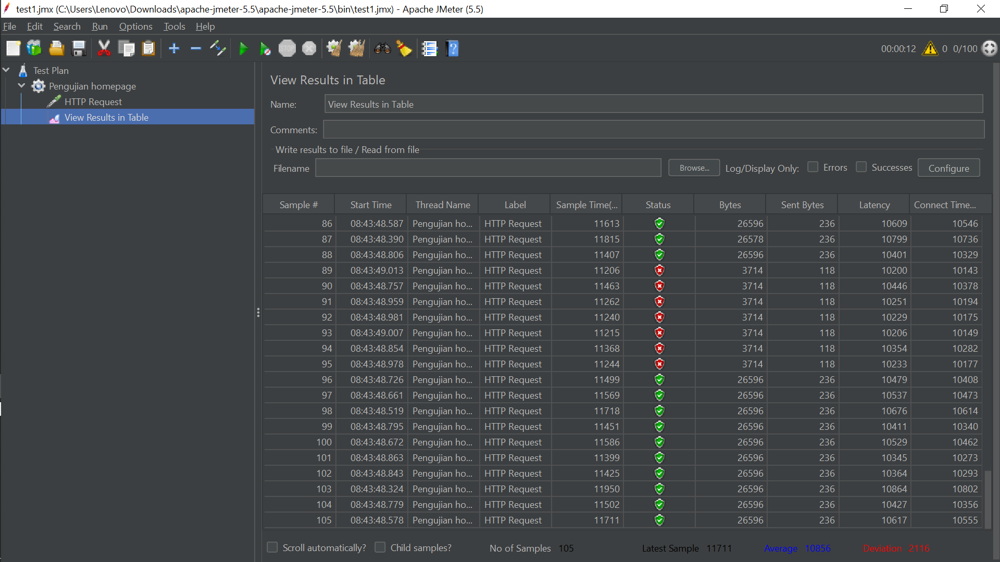 test1.jmx (C:\Users\Lenovo\Downloads\apache-jmeter-5.5\apache-jmeter-5.5\bin\test1.jmx) - Apache JMeter (5.5)
File Edit Search Run Options Tools Help
STOP 00:00:12 0 0/100
Test Plan
Pengujian homepage
HTTP Request
View Results in Table
View Results in Table
Name: View Results in Table
Comments:
Write results to file / Read from file
Filename Browse... Log/Display Only: Errors Successes Configure
Sample # Start Time Thread Name Label Sample Time(... Status Bytes Sent Bytes Latency Connect Time...
86 08:43:48.587 Pengujian ho... HTTP Request 11613 26596 236 10609 10546
87 08:43:48.390 Pengujian ho... HTTP Request 11815 26578 236 10799 10736
88 08:43:48.806 Pengujian ho... HTTP Request 11407 26596 236 10401 10329
89 08:43:49.013 Pengujian ho... HTTP Request 11206 3714 118 10200 10143
90 08:43:48.757 Pengujian ho... HTTP Request 11463 3714 118 10446 10378
91 08:43:48.959 Pengujian ho... HTTP Request 11262 3714 118 10251 10194
92 08:43:48.981 Pengujian ho... HTTP Request 11240 3714 118 10229 10175
93 08:43:49.007 Pengujian ho... HTTP Request 11215 3714 118 10206 10149
94 08:43:48.854 Pengujian ho... HTTP Request 11368 3714 118 10354 10282
95 08:43:48.978 Pengujian ho... HTTP Request 11244 3714 118 10233 10177
96 08:43:48.726 Pengujian ho... HTTP Request 11499 26596 236 10479 10408
97 08:43:48.661 Pengujian ho... HTTP Request 11569 26596 236 10537 10473
98 08:43:48.519 Pengujian ho... HTTP Request 11718 26596 236 10676 10614
99 08:43:48.795 Pengujian ho... HTTP Request 11451 26596 236 10411 10340
100 08:43:48.672 Pengujian ho... HTTP Request 11586 26596 236 10529 10462
101 08:43:48.863 Pengujian ho... HTTP Request 11399 26596 236 10345 10273
102 08:43:48.843 Pengujian ho... HTTP Request 11425 26596 236 10364 10293
103 08:43:48.324 Pengujian ho... HTTP Request 11950 26596 236 10864 10802
104 08:43:48.779 Pengujian ho... HTTP Request 11502 26596 236 10427 10356
105 08:43:48.578 Pengujian ho... HTTP Request 11711 26596 236 10617 10555
Scroll automatically? Child samples? No of Samples 105 Latest Sample 11711 Average 10856 Deviation 2116